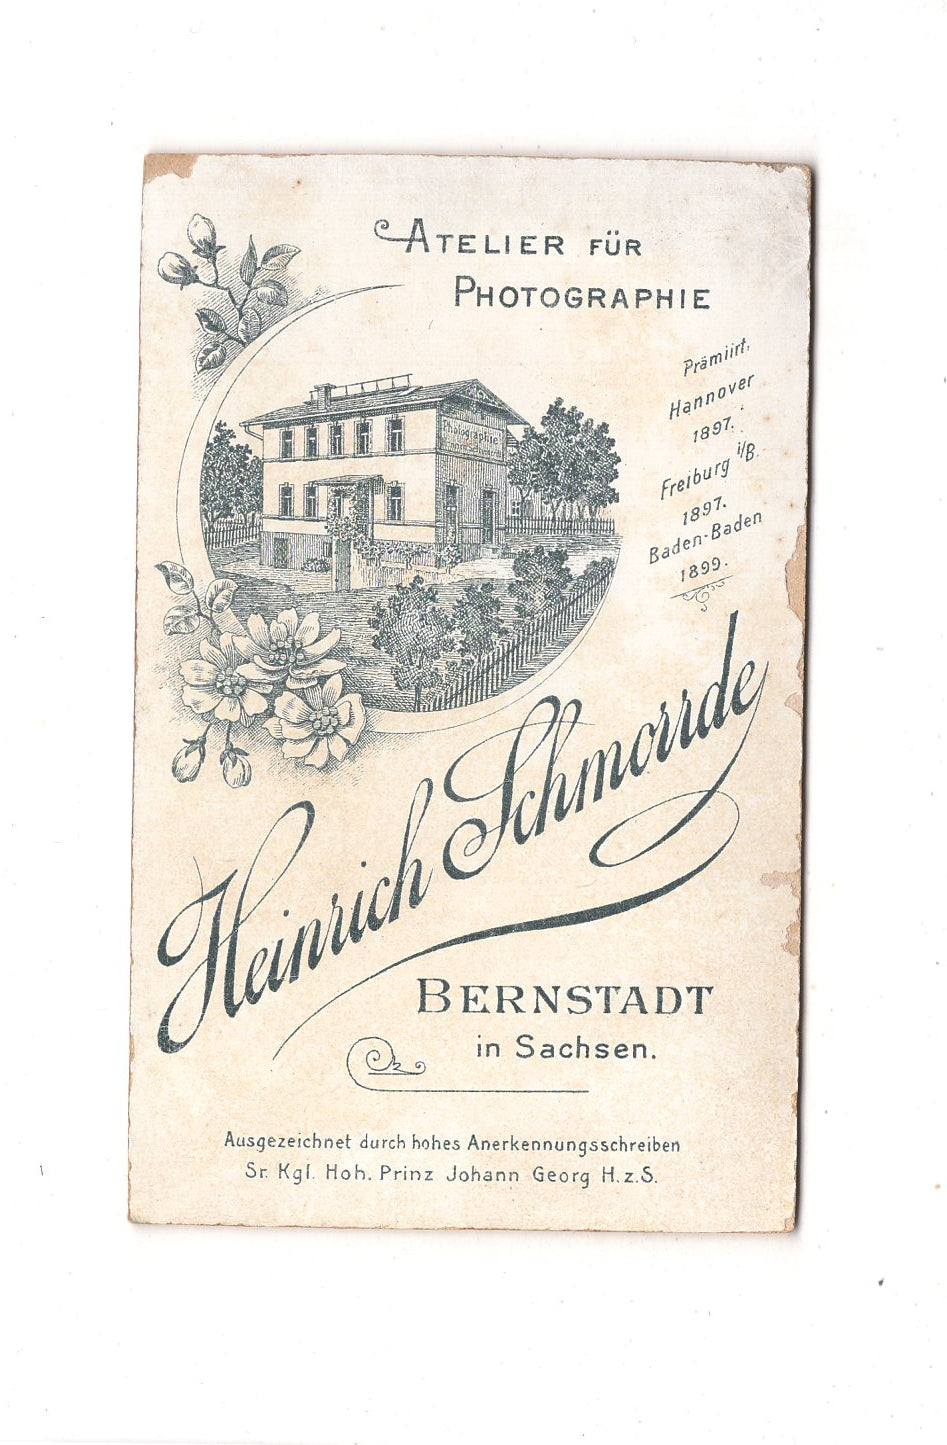 ATELIER FÜR
PHOTOGRAPHIE
Prämiirt.
Hannover
1897.
Freiburg i/B.
1897.
Baden-Baden
1899.
Photographie
Heinrich Schmorrde
BERNSTADT
in Sachsen.
Ausgezeichnet durch hohes Anerkennungsschreiben
Sr. Kgl. Hoh. Prinz Johann Georg H.z.S.